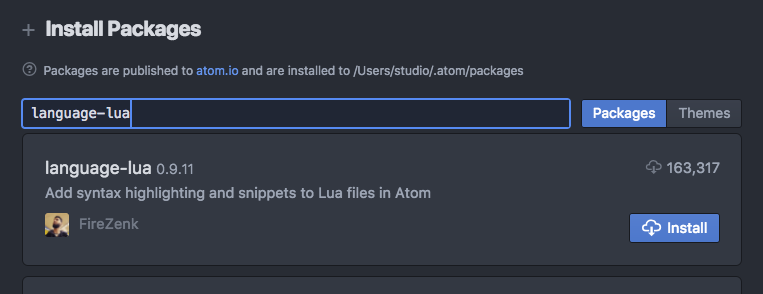 Install Packages
Packages are published to atom.io and are installed to /Users/studio/.atom/packages
language-lua Packages Themes
language-lua 0.9.11 163,317
Add syntax highlighting and snippets to Lua files in Atom
FireZenk Install